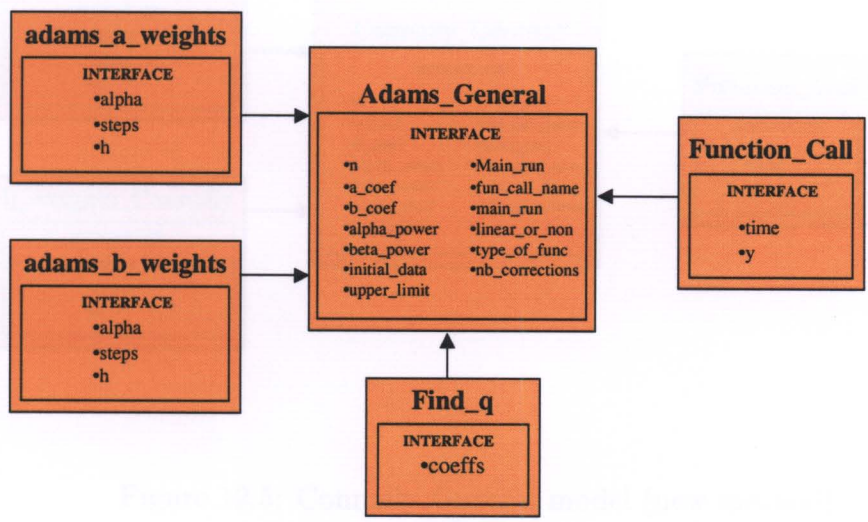 adams_a_weights
INTERFACE
•alpha
•steps
•h
adams_b_weights
INTERFACE
•alpha
•steps
•h
Adams_General
INTERFACE
•n
•a_coef
•b_coef
•alpha_power
•beta_power
•initial_data
•upper_limit
•Main_run
•fun_call_name
•main_run
•linear_or_non
•type_of_func
•nb_corrections
Function_Call
INTERFACE
•time
•y
Find_q
INTERFACE
•coeffs